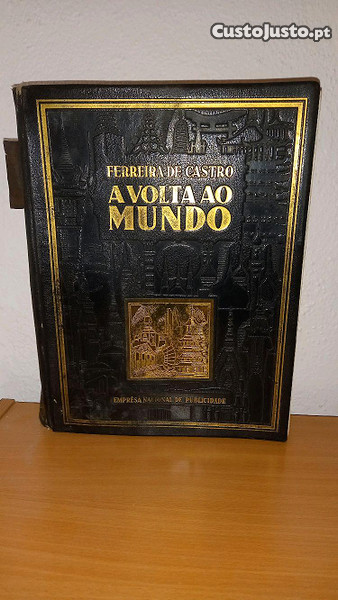 CustoJusto.pt
FERREIRA DE CASTRO
A VOLTA AO
MUNDO
EMPRÊSA NACIONAL DE PUBLICIDADE